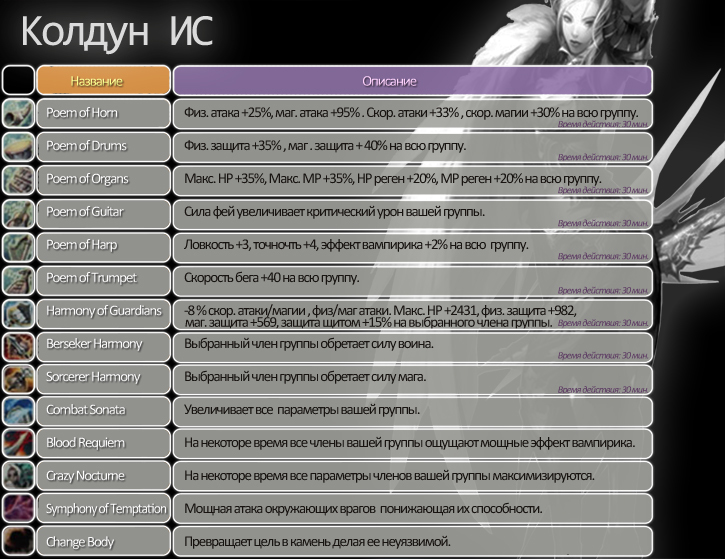 Колдун ИС
Название Описание
Poem of Horn Физ. атака +25%, маг. атака +95% . Скор. атаки +33% , скор. магии +30% на всю группу.
Время действия: 30 мин.
Poem of Drums Физ. защита +35% , маг . защита + 40% на всю группу.
Время действия: 30 мин.
Poem of Organs Макс. HP +35%, Макс. MP +35%, HP реген +20%, MP реген +20% на всю группу.
Время действия: 30 мин.
Poem of Guitar Сила фей увеличивает критический урон вашей группы.
Время действия: 30 мин.
Poem of Harp Ловкость +3, точночть +4, эффект вампирика +2% на всю группу.
Время действия: 30 мин.
Poem of Trumpet Скорость бега +40 на всю группу.
Время действия: 30 мин.
Harmony of Guardians -8 % скор. атаки/магии , физ/маг атаки. Макс. HP +2431, физ. защита +982,
маг. защита +569, защита щитом +15% на выбранного члена группы. Время действия: 30 мин.
Berseker Harmony Выбранный член группы обретает силу воина.
Время действия: 30 мин.
Sorcerer Harmony Выбранный член группы обретает силу мага.
Время действия: 30 мин.
Combat Sonata Увеличивает все параметры вашей группы.
Blood Requiem На некоторе время все члены вашей группы ощущают мощные эффект вампирика.
Crazy Nocturne На некоторе время все параметры членов вашей группы максимизируются.
Symphony of Temptation Мощная атака окружающих врагов понижающая их способности.
Change Body Превращает цель в камень делая ее неуязвимой.